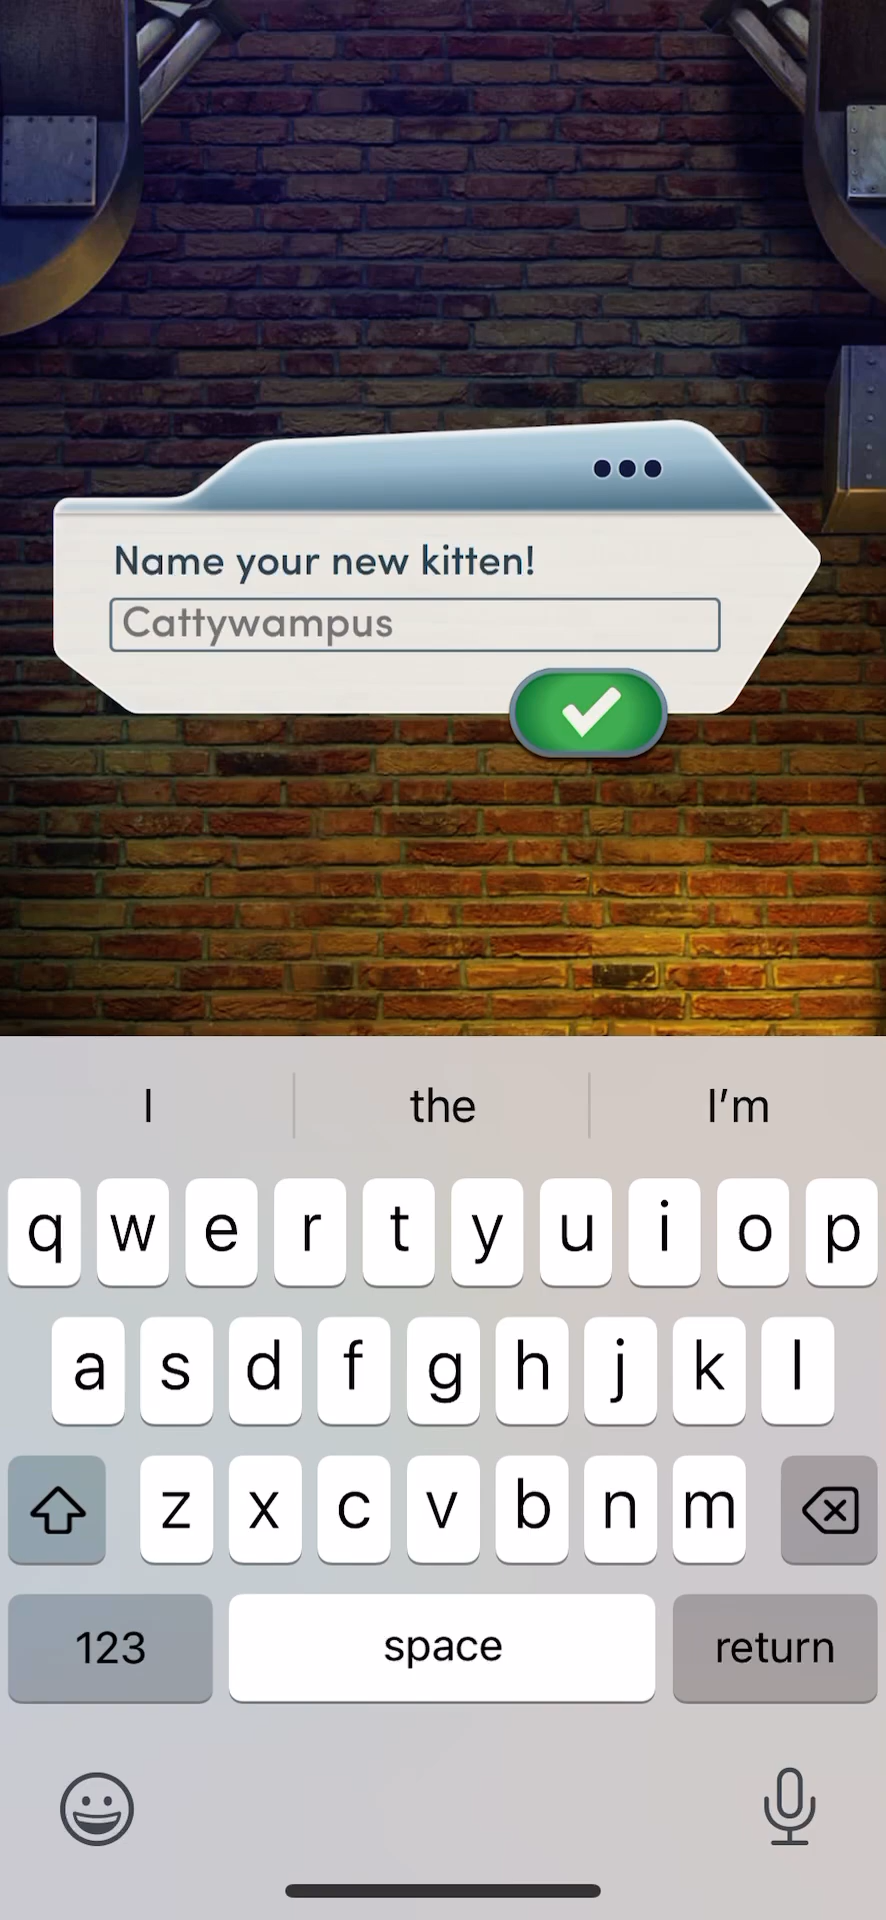 Name your new kitten!
Cattywampus
I the I'm
q w e r t y u i o p
a s d f g h j k l
z x c v b n m
123 space return